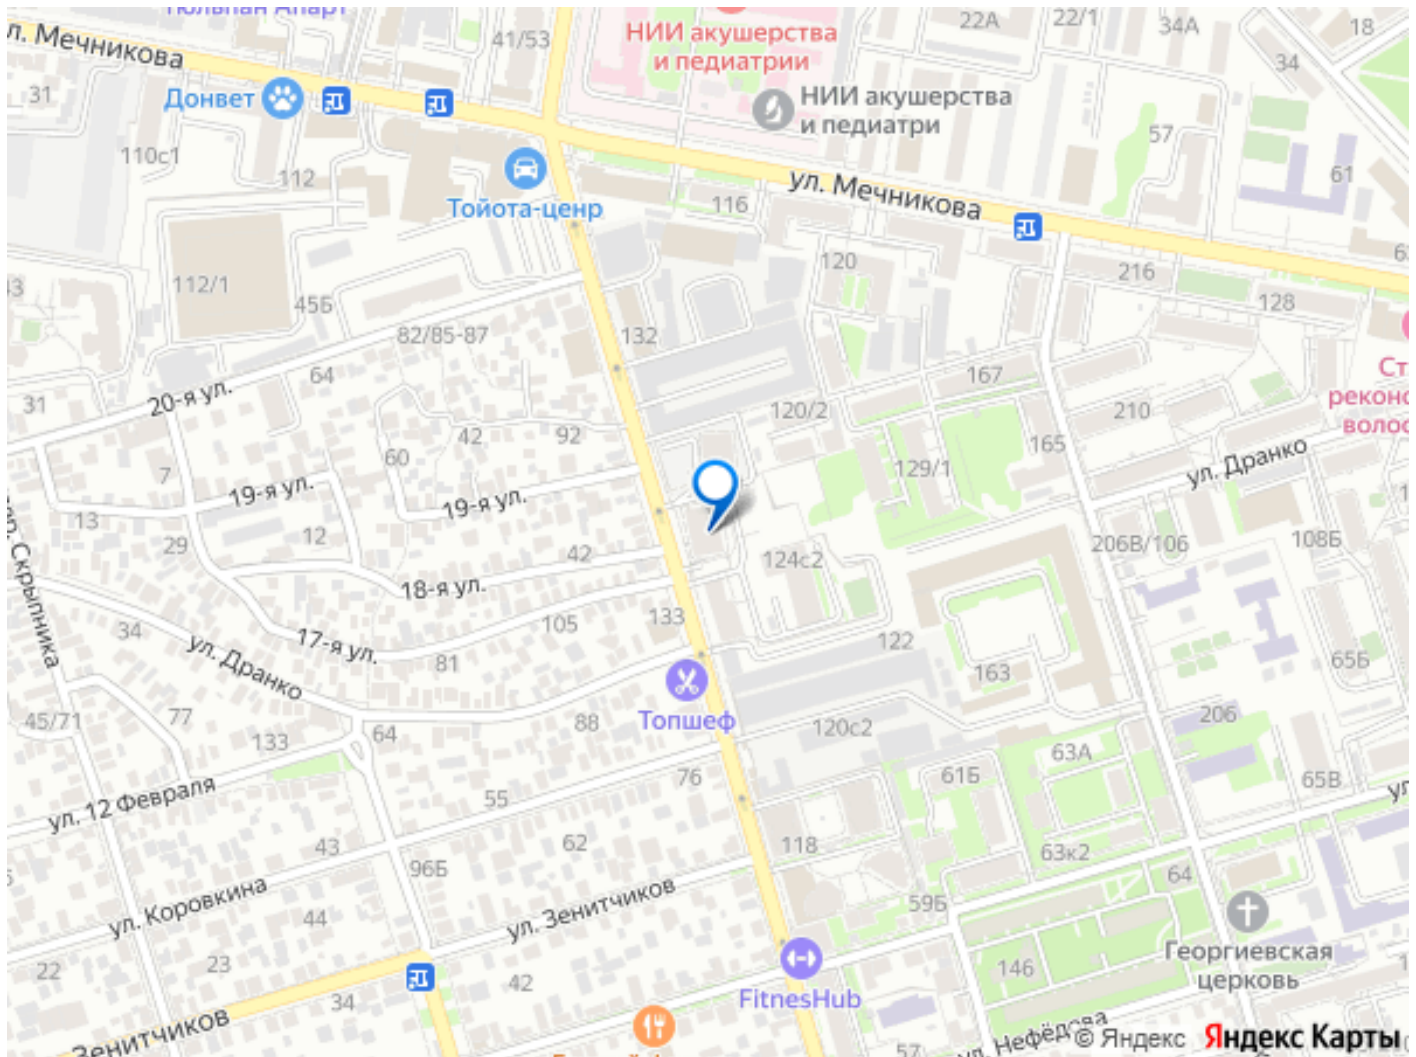 Тюльпан Апарт
НИИ акушерства
и педиатрии
22А
22/1
34А
18
л. Мечникова
41/53
34
31
Донвет
НИИ акушерства
и педиатри
57
110с1
112
61
Тойота-ценр
116
ул. Мечникова
120
216
128
112/1
45Б
132
82/85-87
64
167
Ст
реконс
волос
20-я ул.
31
120/2
210
42
92
60
165
129/1
ул. Дранко
7
19-я ул.
19-я ул.
13
12
29
42
124с2
206В/106
108Б
18-я ул.
р. Скрыпника
34
17-я ул.
105
133
122
81
65Б
ул. Дранко
163
45/71
77
133
64
88
Топшеф
120с2
206
63А
76
61Б
65В
ул. 12 Февраля
55
62
43
118
63к2
96Б
64
ул. Коровкина
44
ул. Зенитчиков
59Б
22
23
42
34
146
Георгиевская
церковь
FitnesHub
Зенитчиков
57
ул. Нефёдова
© Яндекс
Яндекс Карты